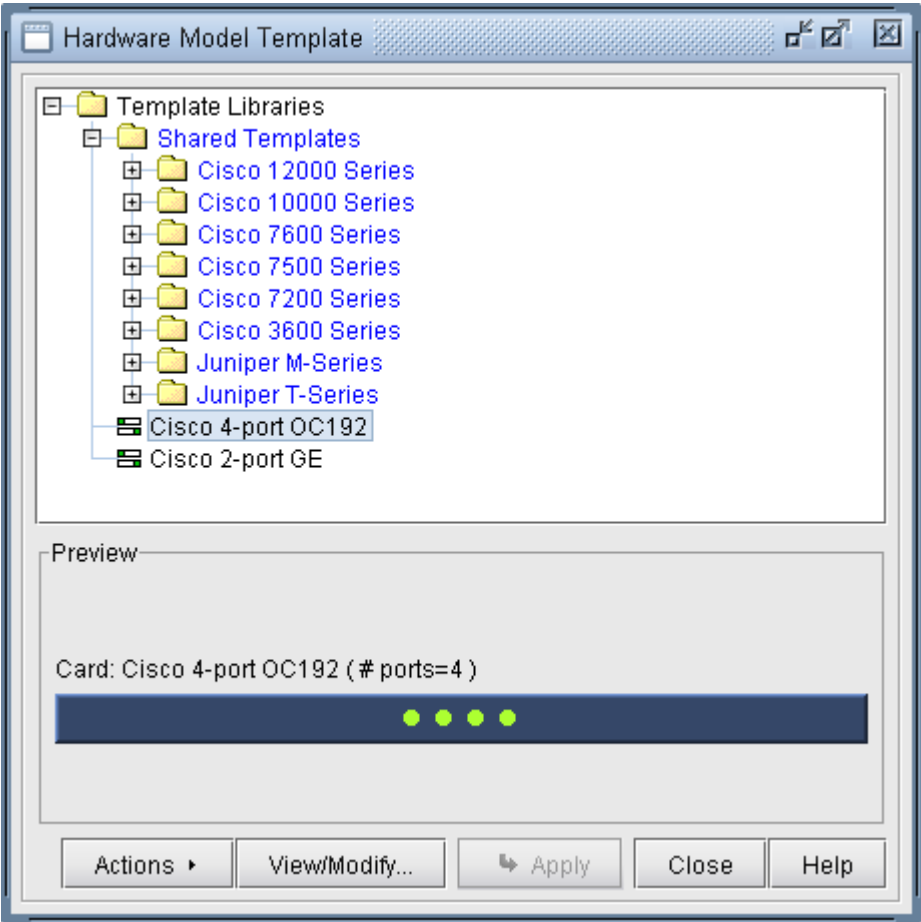 Hardware Model Template
Template Libraries
Shared Templates
Cisco 12000 Series
Cisco 10000 Series
Cisco 7600 Series
Cisco 7500 Series
Cisco 7200 Series
Cisco 3600 Series
Juniper M-Series
Juniper T-Series
Cisco 4-port OC192
Cisco 2-port GE
Preview
Card: Cisco 4-port OC192 ( # ports=4 )
Actions View/Modify... Apply Close Help